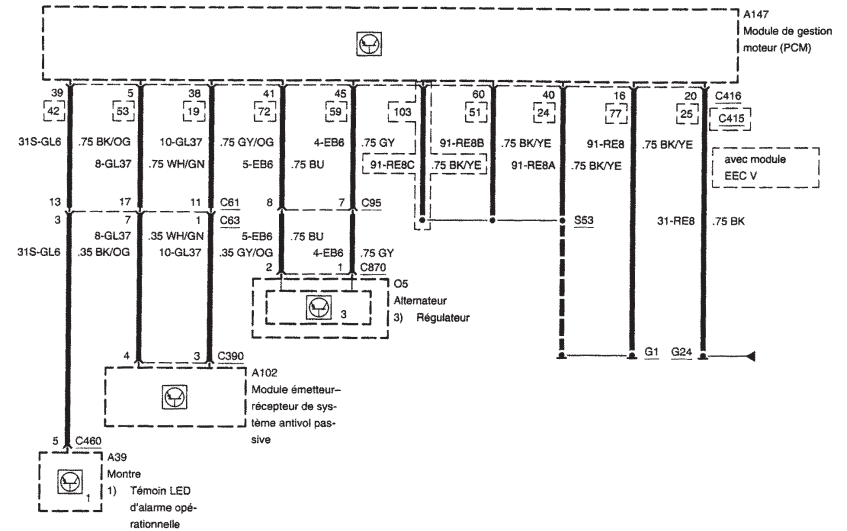 A147
Module de gestion
moteur (PCM)
39 5 38 41 45 60 40 16 20 C416
42 53 19 72 59 103 51 24 77 25 C415
31S-GL6 .75 BK/OG 10-GL37 .75 GY/OG 4-EB6 .75 GY 91-RE8B .75 BK/YE 91-RE8 .75 BK/YE
8-GL37 .75 WH/GN 5-EB6 .75 BU 91-RE8C .75 BK/YE 91-RE8A .75 BK/YE
avec module
EEC V
13 17 11 C61 8 7 C95
3 7 1 C63 S53 31-RE8 .75 BK
8-GL37 .35 WH/GN 5-EB6 .75 BU
31S-GL6 .35 BK/OG 10-GL37 .35 GY/OG 4-EB6 .75 GY
2 1 C870
O5
Alternateur
3) Régulateur
3
4 3 C390 G1 G24
A102
Module émetteur–
récepteur de sys-
tème antivol pas-
sive
5 C460
A39
Montre
1) Témoin LED
d'alarme opé-
rationnelle
1